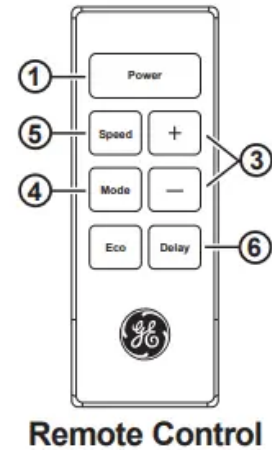 1 Power
5 Speed +
3
4 Mode —
Eco Delay 6
GE
Remote Control